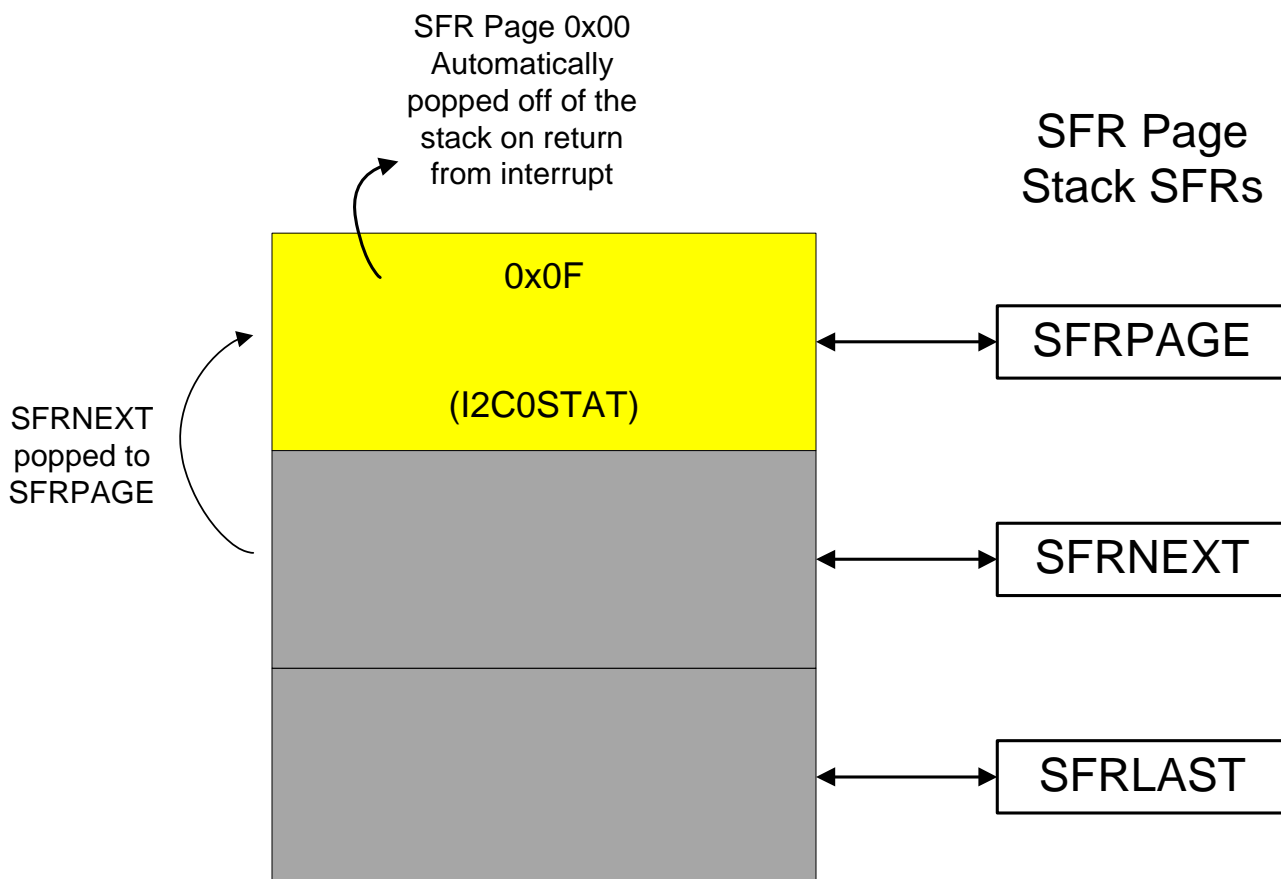 SFR Page 0x00
Automatically
popped off of the
stack on return
from interrupt
SFR Page
Stack SFRs
0x0F
(I2C0STAT)
SFRPAGE
SFRNEXT
popped to
SFRPAGE
SFRNEXT
SFRLAST